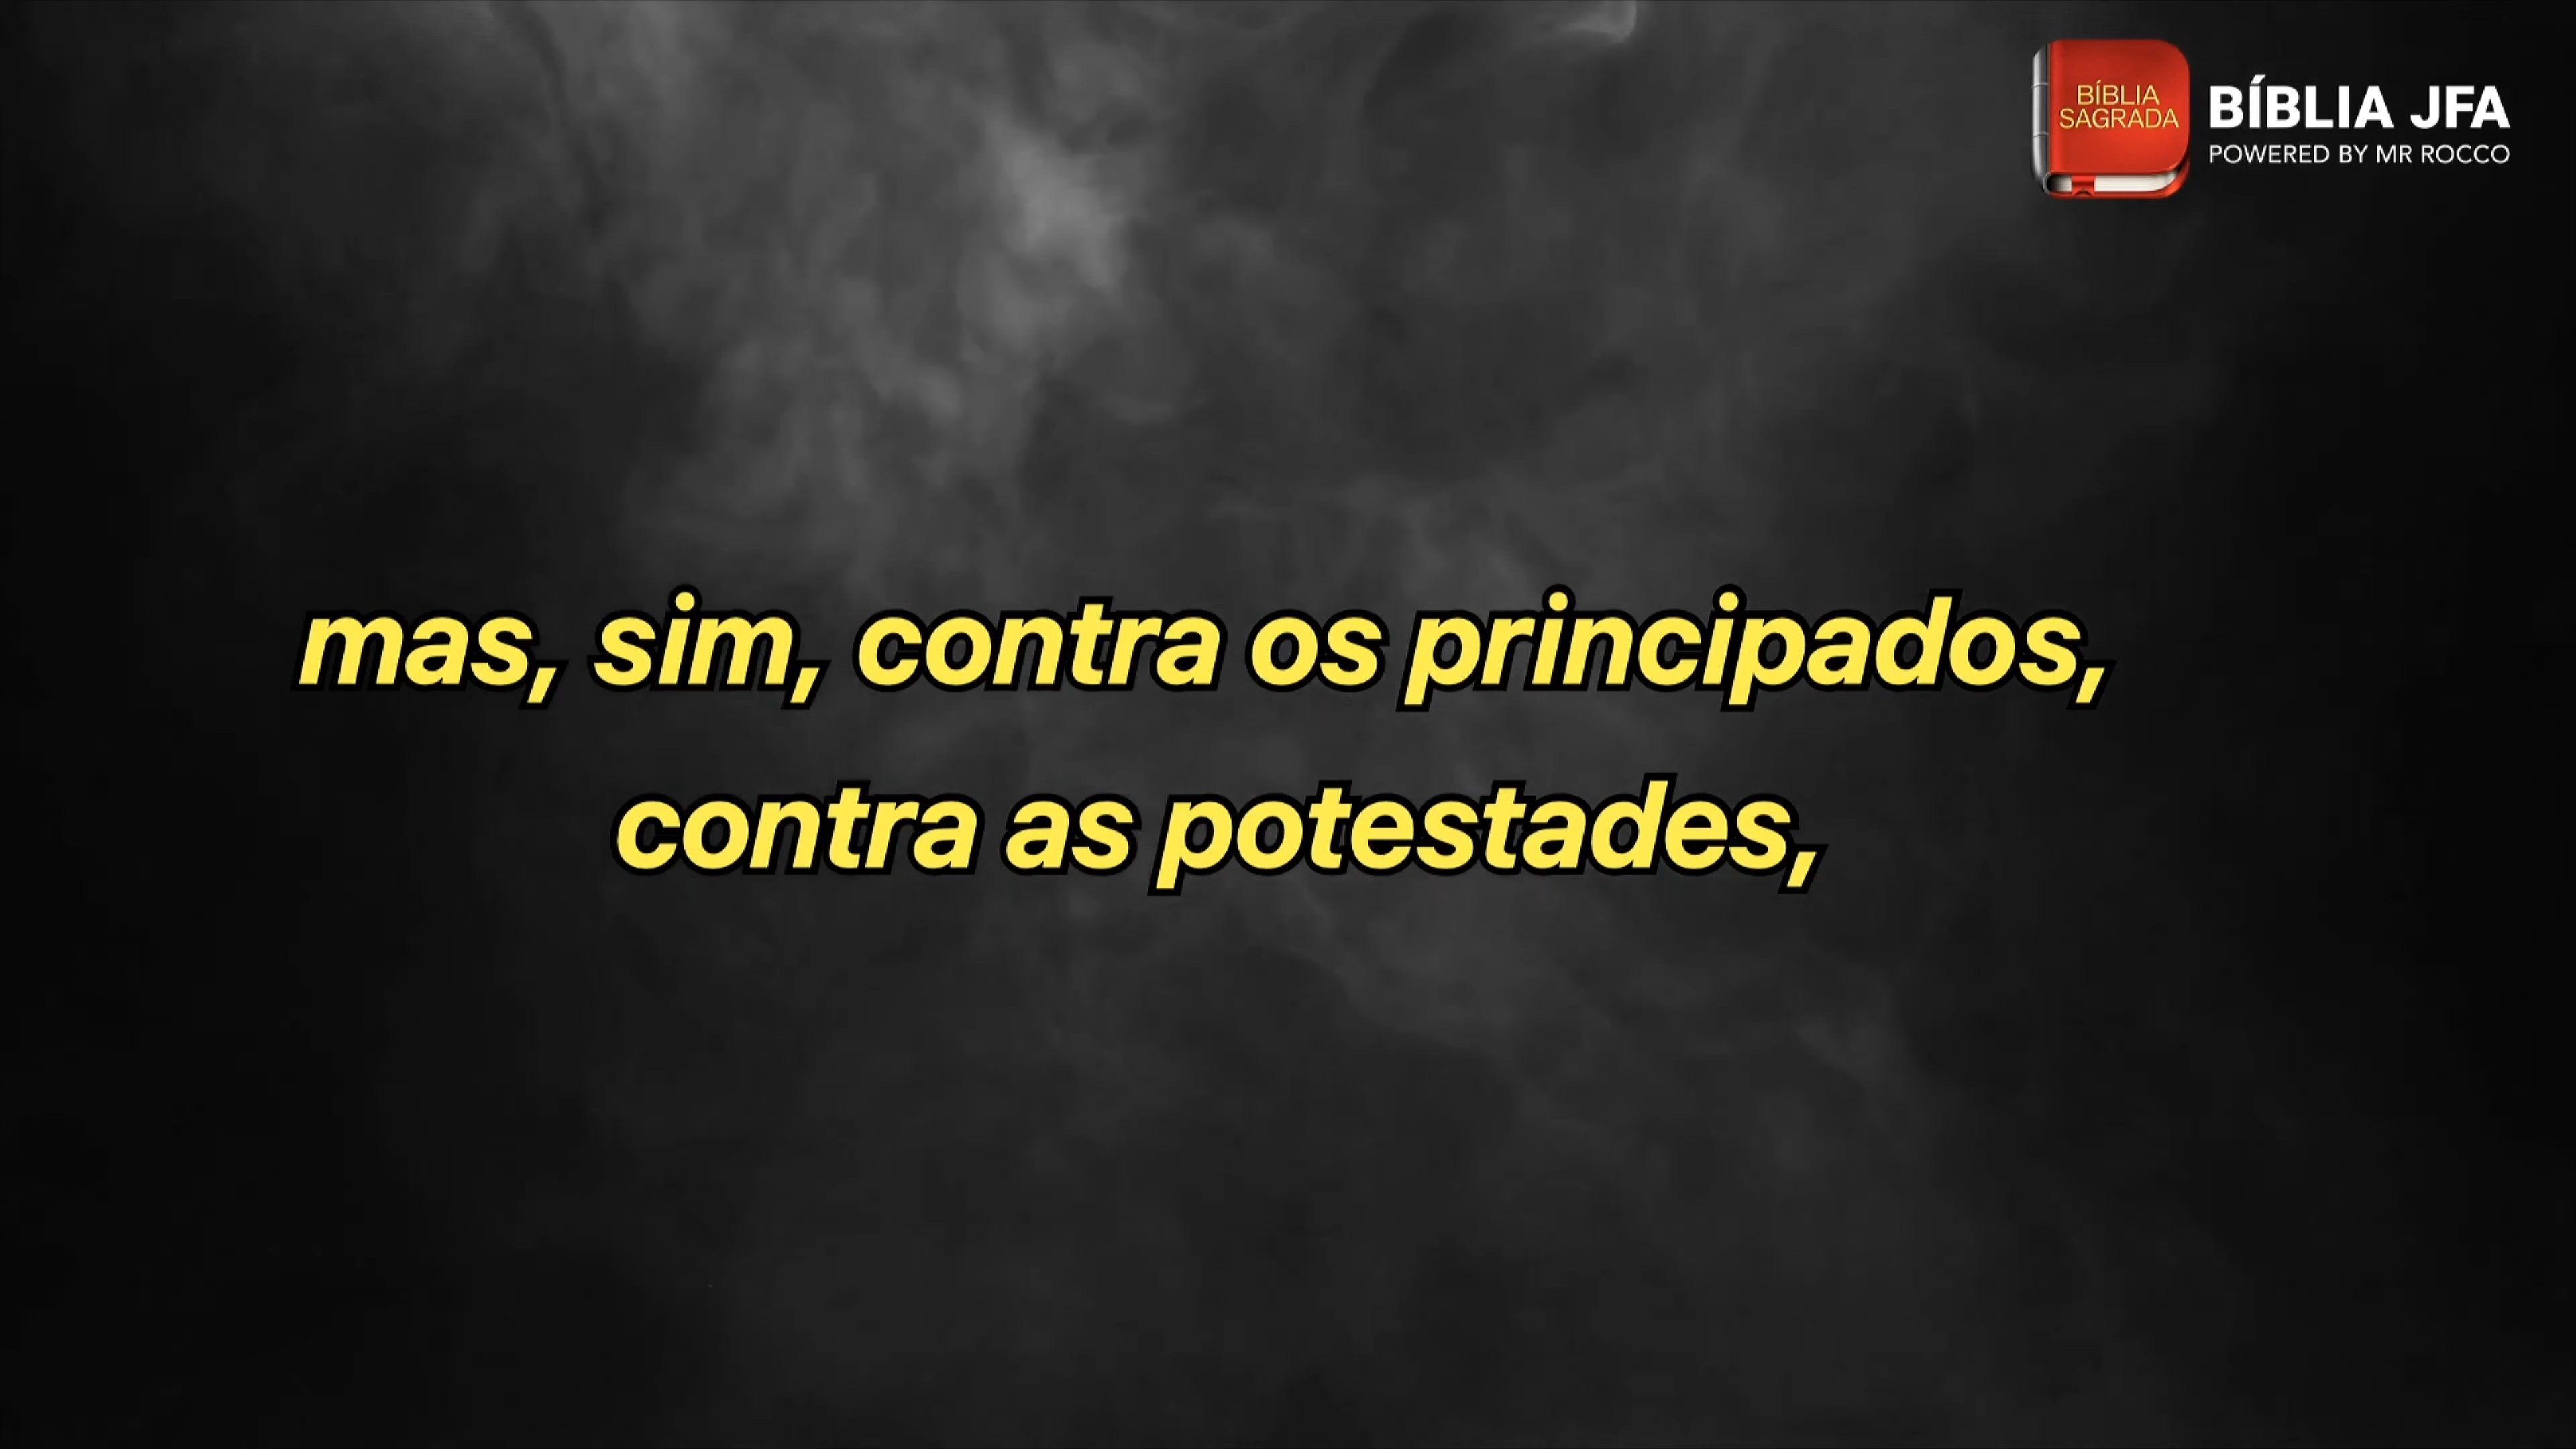 BÍBLIA
SAGRADA
BÍBLIA JFA
POWERED BY MR ROCCO
mas, sim, contra os principados,
contra as potestades,